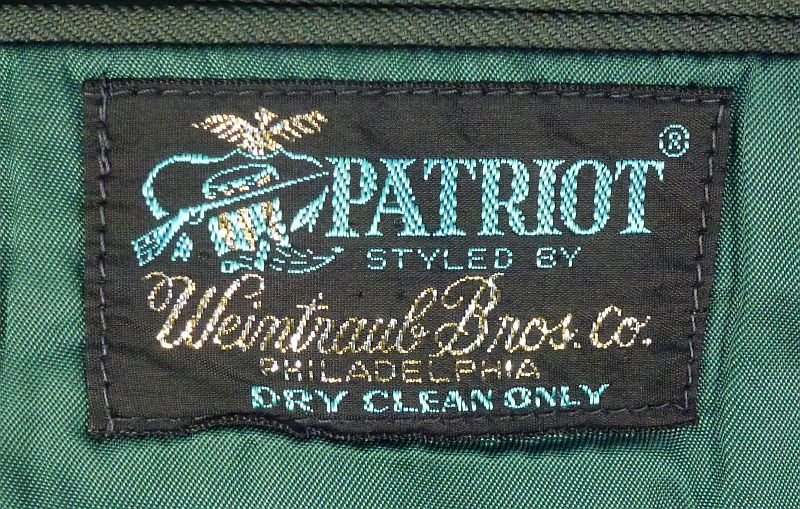 PATRIOT ®
STYLED BY
Weintraub Bros. Co.
PHILADELPHIA
DRY CLEAN ONLY